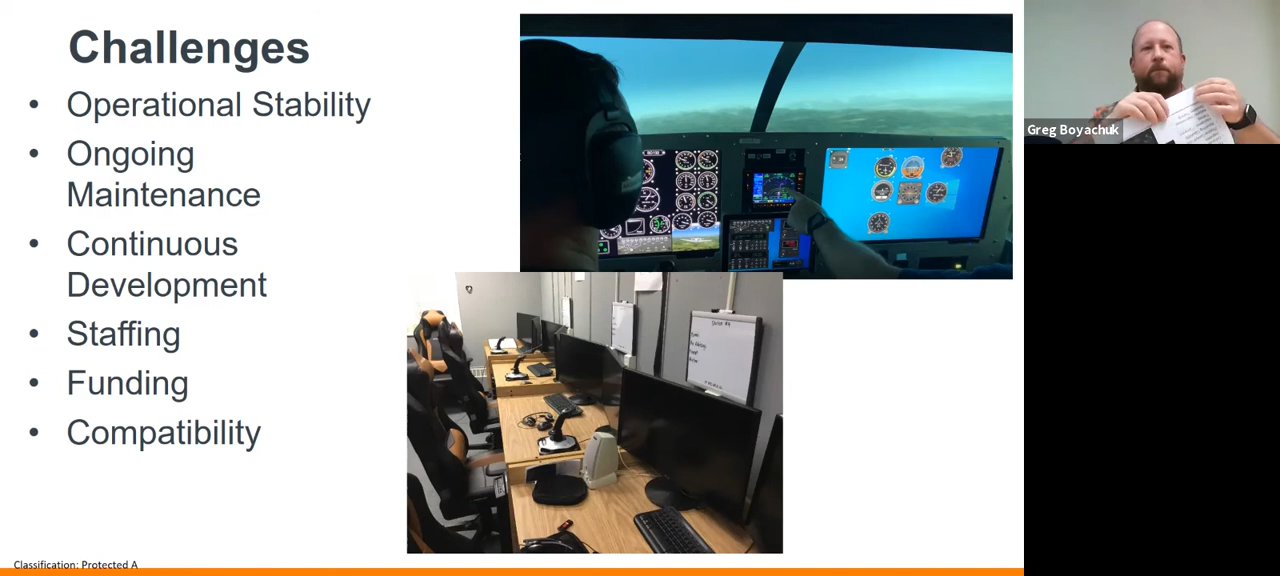 Challenges
• Operational Stability
• Ongoing
Maintenance
• Continuous
Development
• Staffing
• Funding
• Compatibility
Classification: Protected A
Greg Boyachuk